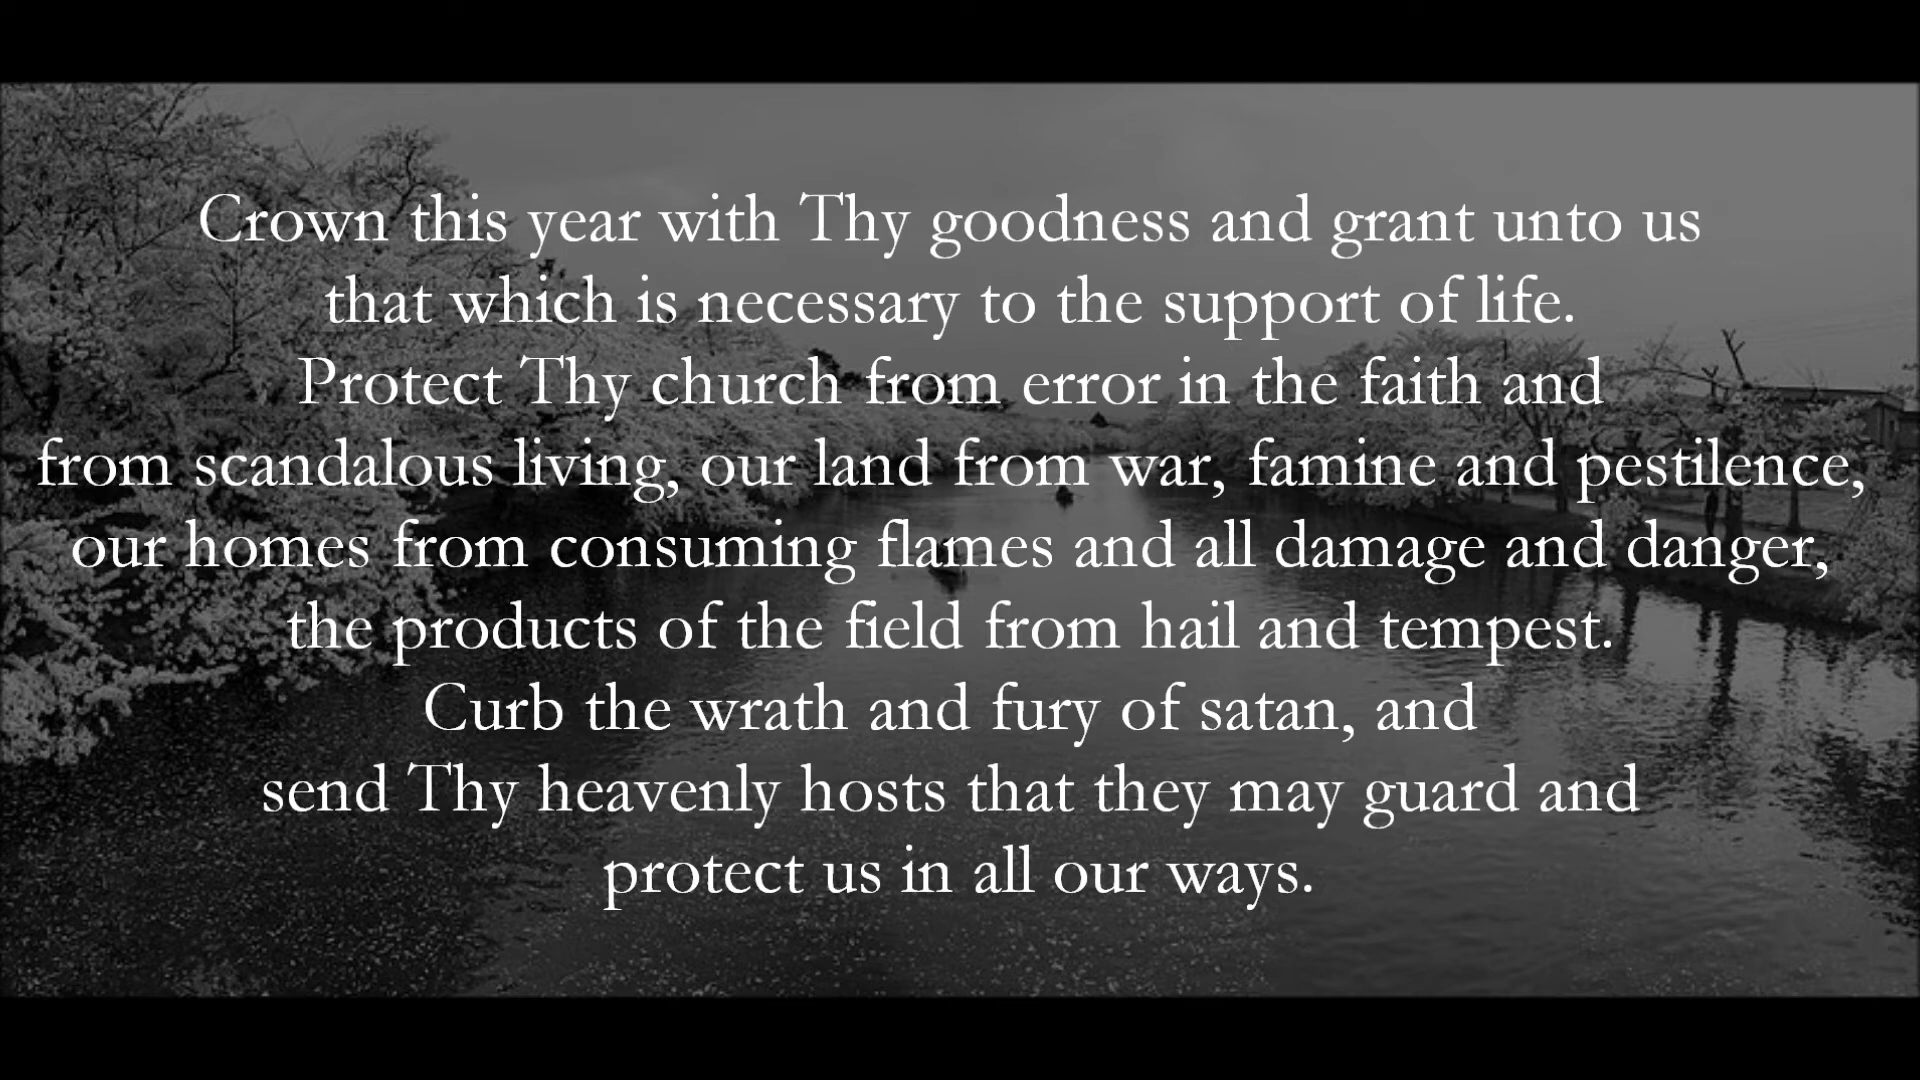 Crown this year with Thy goodness and grant unto us
that which is necessary to the support of life.
Protect Thy church from error in the faith and
from scandalous living, our land from war, famine and pestilence,
our homes from consuming flames and all damage and danger,
the products of the field from hail and tempest.
Curb the wrath and fury of satan, and
send Thy heavenly hosts that they may guard and
protect us in all our ways.